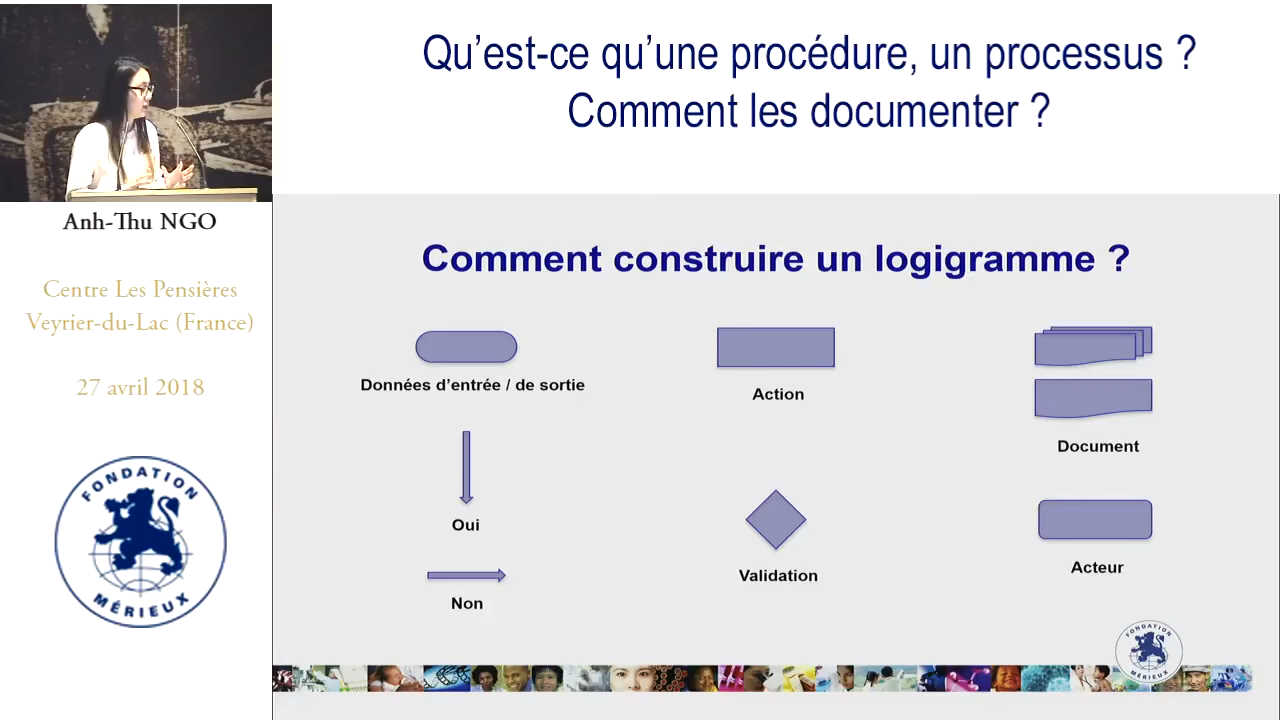 Qu'est-ce qu'une procédure, un processus ?
Comment les documenter ?
Anh-Thu NGO
Centre Les Pensières
Veyrier-du-Lac (France)
27 avril 2018
FONDATION
MÉRIEUX
Comment construire un logigramme ?
Données d'entrée / de sortie
Action
Document
Oui
Validation
Acteur
Non
FONDATION
MÉRIEUX